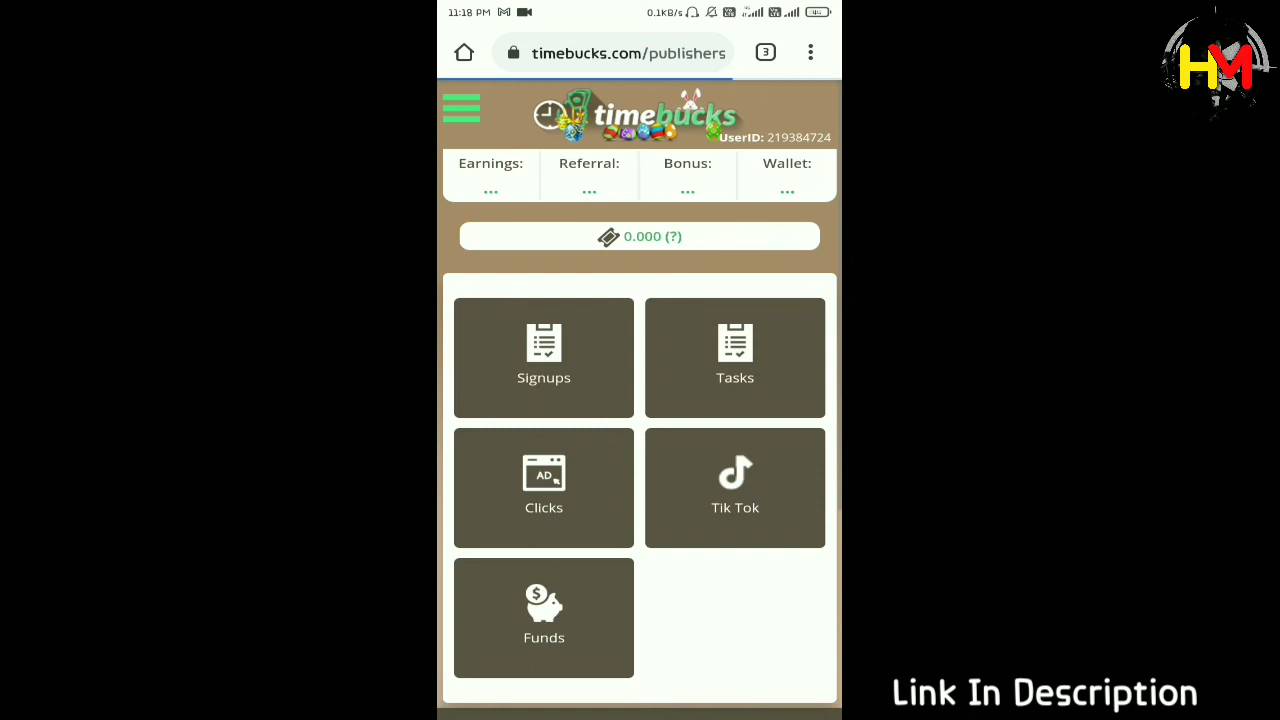 11:18 PM 0.1KB/s
timebucks.com/publishers 3
timebucks
UserID: 219384724
Earnings: Referral: Bonus: Wallet:
... ... ... ...
0.000 (?)
Signups Tasks
AD
Clicks Tik Tok
$
Funds
HM
Link In Description